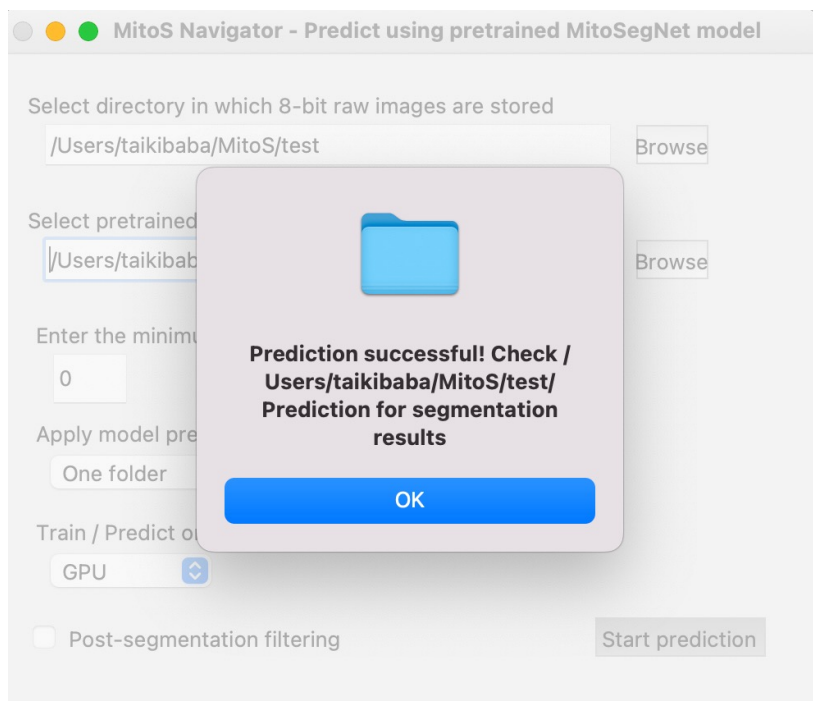 MitoS Navigator - Predict using pretrained MitoSegNet model
Select directory in which 8-bit raw images are stored
/Users/taikibaba/MitoS/test
Browse
Select pretrained
/Users/taikibab
Browse
Enter the minimu
0
Apply model pre
One folder
Train / Predict o
GPU
Post-segmentation filtering
Start prediction
Prediction successful! Check /
Users/taikibaba/MitoS/test/
Prediction for segmentation
results
OK